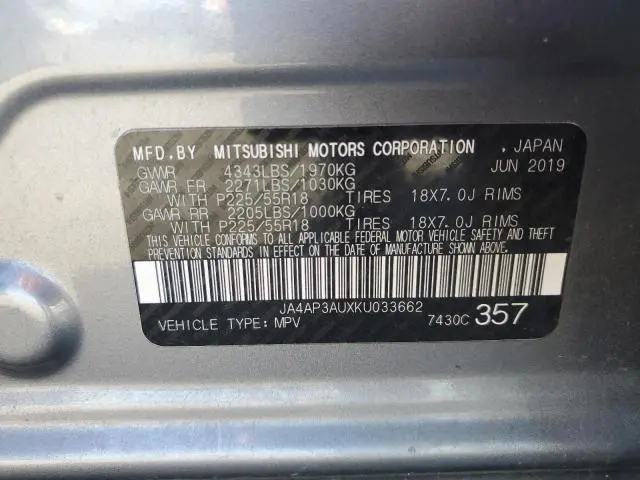 MFD.BY MITSUBISHI MOTORS CORPORATION , JAPAN
GVWR 4343LBS/1970KG JUN 2019
GAWR FR 2271LBS/1030KG
WITH P225/55R18 TIRES 18X7.0J RIMS
GAWR RR 2205LBS/1000KG
WITH P225/55R18 TIRES 18X7.0J RIMS
THIS VEHICLE CONFORMS TO ALL APPLICABLE FEDERAL MOTOR VEHICLE SAFETY AND THEFT
PREVENTION STANDARDS IN EFFECT ON THE DATE OF MANUFACTURE SHOWN ABOVE.
JA4AP3AUXKU033662
VEHICLE TYPE: MPV 7430C 357